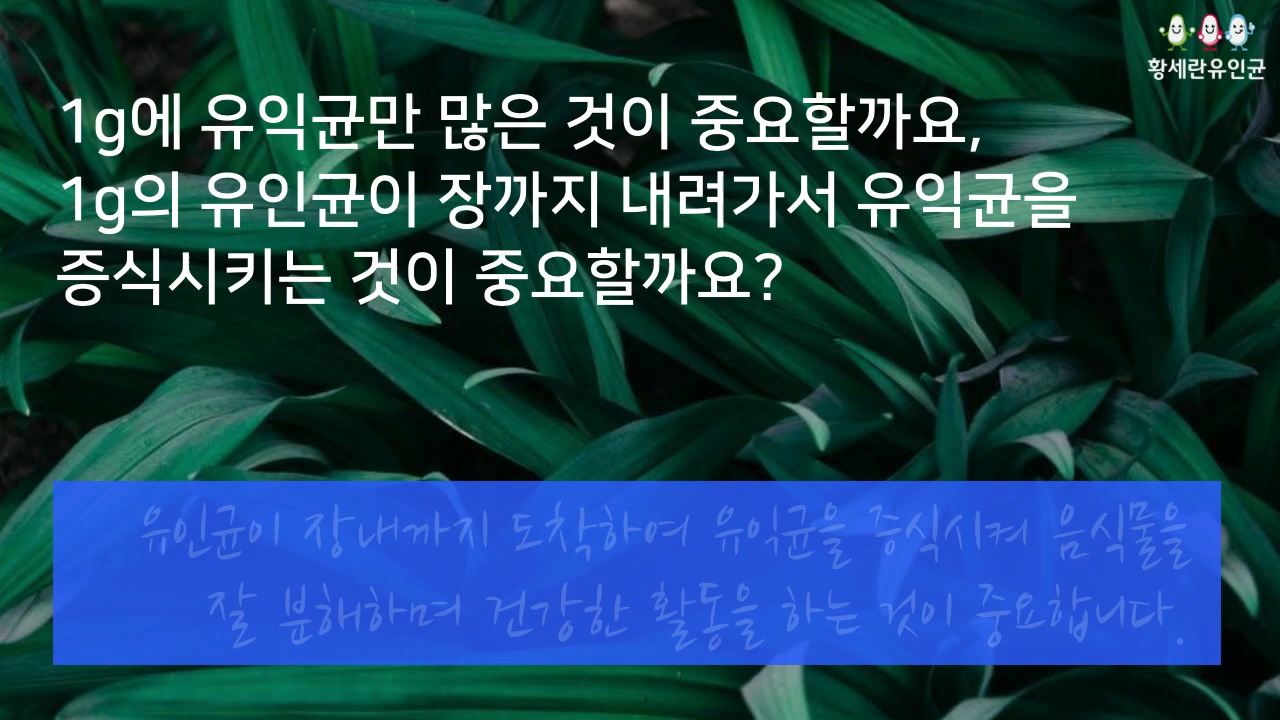 황세란유인균
1g에 유익균만 많은 것이 중요할까요,
1g의 유인균이 장까지 내려가서 유익균을
증식시키는 것이 중요할까요?
유인균이 장내까지 도착하여 유익균을 증식시켜 음식물을
잘 분해하며 건강한 활동을 하는 것이 중요합니다.